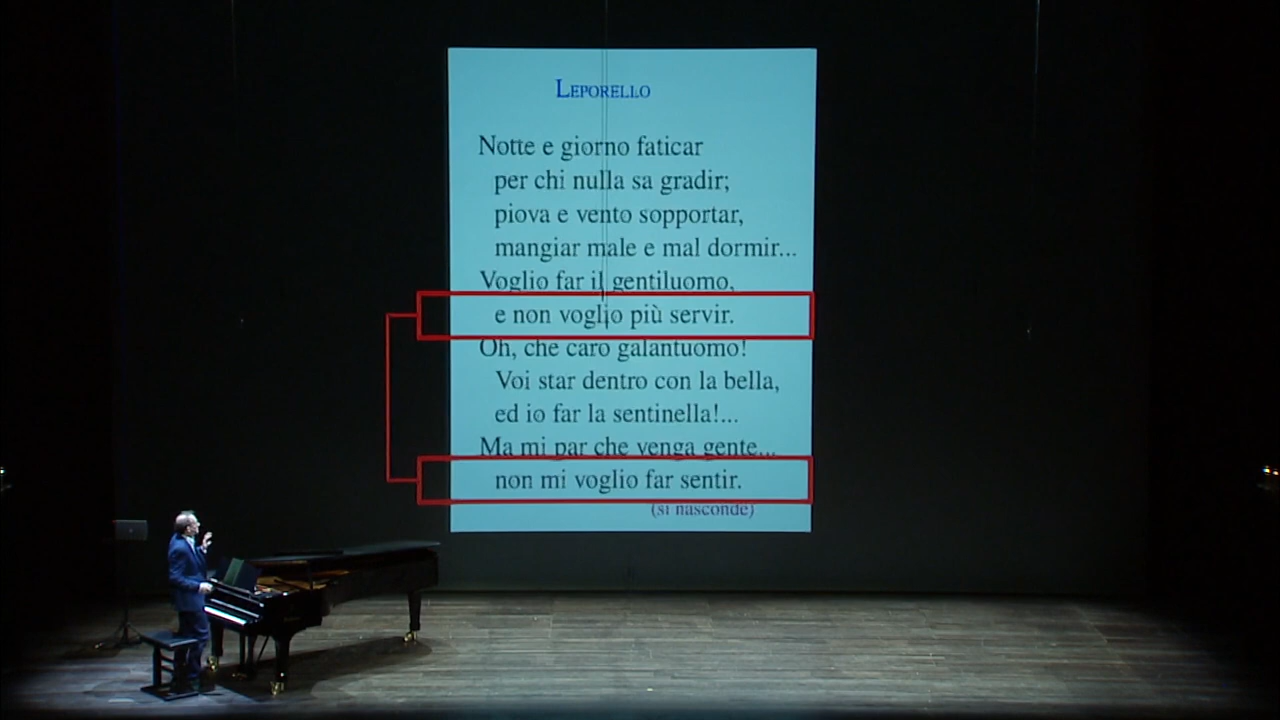 LEPORELLO
Notte e giorno faticar
per chi nulla sa gradir;
piova e vento sopportar,
mangiar male e mal dormir...
Voglio far il gentiluomo,
e non voglio più servir.
Oh, che caro galantuomo!
Voi star dentro con la bella,
ed io far la sentinella!...
Ma mi par che venga gente...
non mi voglio far sentir.
(si nasconde)